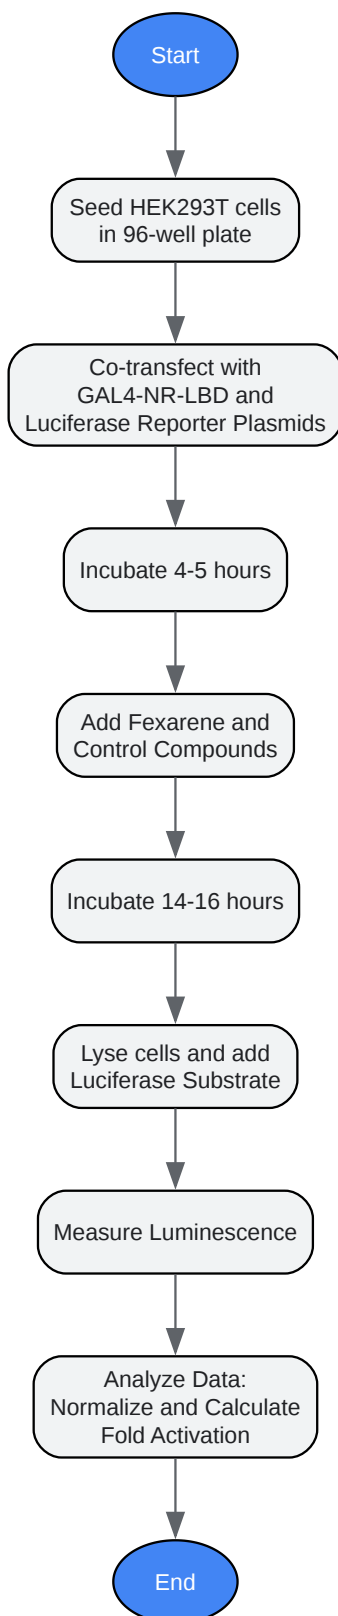 Start
Seed HEK293T cells
in 96-well plate
Co-transfect with
GAL4-NR-LBD and
Luciferase Reporter Plasmids
Incubate 4-5 hours
Add Fexarene and
Control Compounds
Incubate 14-16 hours
Lyse cells and add
Luciferase Substrate
Measure Luminescence
Analyze Data:
Normalize and Calculate
Fold Activation
End